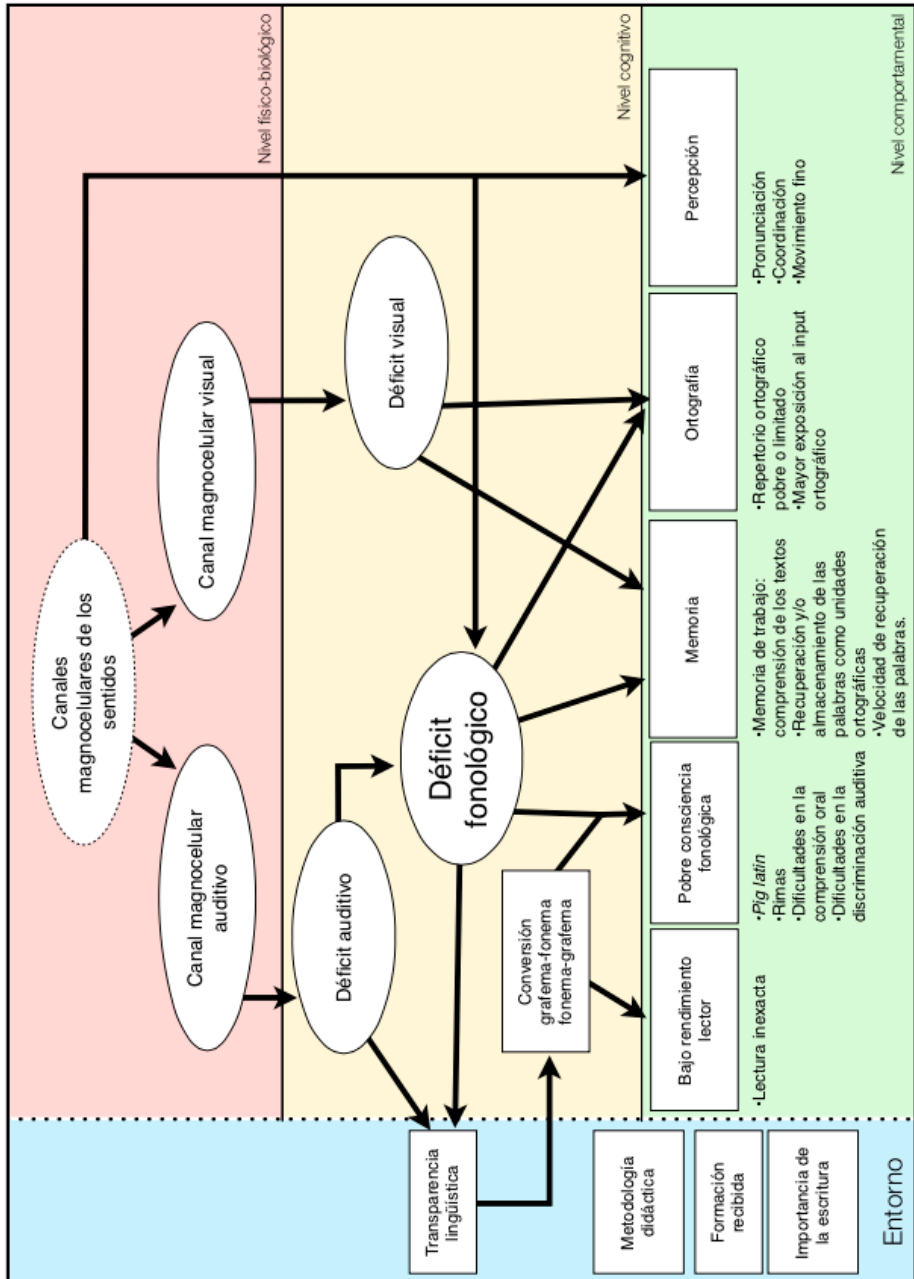 Canales
magnocelulares de los
sentidos
Canal magnocelular
auditivo
Canal magnocelular visual
Nivel físico-biológico
Déficit auditivo
Déficit visual
Déficit
fonológico
Conversión
grafema-fonema
fonema-grafema
Nivel cognitivo
Transparencia
lingüística
Metodología
didáctica
Formación
recibida
Importancia de
la escritura
Entorno
Bajo rendimiento
lector
•Lectura inexacta
Pobre consciencia
fonológica
•Pig latin
•Rimas
•Dificultades en la
comprensión oral
•Dificultades en la
discriminación auditiva
Memoria
•Memoria de trabajo:
comprensión de los textos
•Recuperación y/o
almacenamiento de las
palabras como unidades
ortográficas
•Velocidad de recuperación
de las palabras.
Ortografía
•Repertorio ortográfico
pobre o limitado
•Mayor exposición al input
ortográfico
Percepción
•Pronunciación
•Coordinación
•Movimiento fino
Nivel comportamental